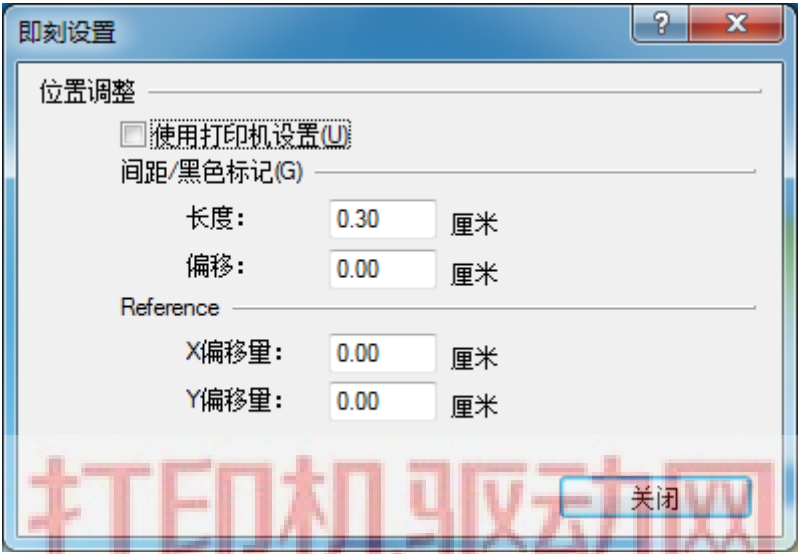 即刻设置
位置调整
使用打印机设置(U)
间距/黑色标记(G)
长度: 0.30 厘米
偏移: 0.00 厘米
Reference
X偏移量: 0.00 厘米
Y偏移量: 0.00 厘米
打印机驱动网
关闭